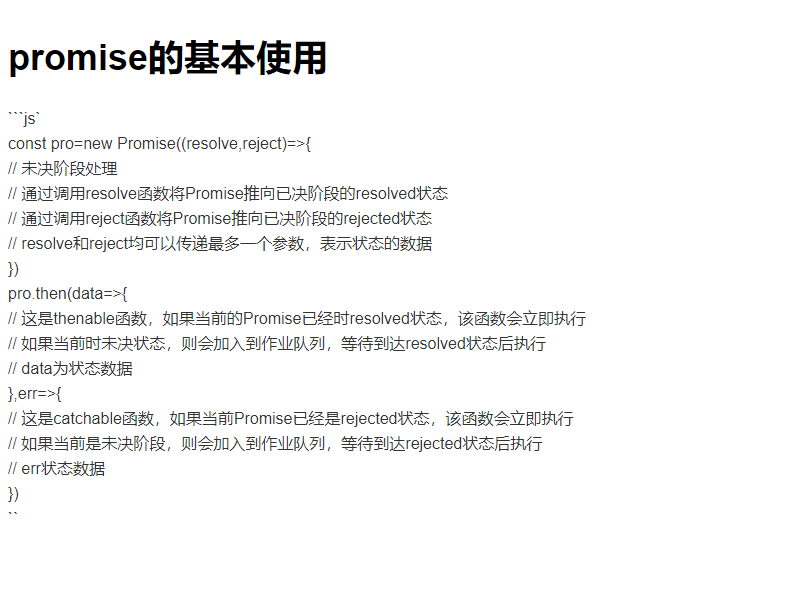 promise的基本使用
```js`
const pro=new Promise((resolve,reject)=>{
// 未决阶段处理
// 通过调用resolve函数将Promise推向已决阶段的resolved状态
// 通过调用reject函数将Promise推向已决阶段的rejected状态
// resolve和reject均可以传递最多一个参数，表示状态的数据
})
pro.then(data=>{
// 这是thenable函数，如果当前的Promise已经时resolved状态，该函数会立即执行
// 如果当前时未决状态，则会加入到作业队列，等待到达resolved状态后执行
// data为状态数据
},err=>{
// 这是catchable函数，如果当前Promise已经是rejected状态，该函数会立即执行
// 如果当前是未决阶段，则会加入到作业队列，等待到达rejected状态后执行
// err状态数据
})
``